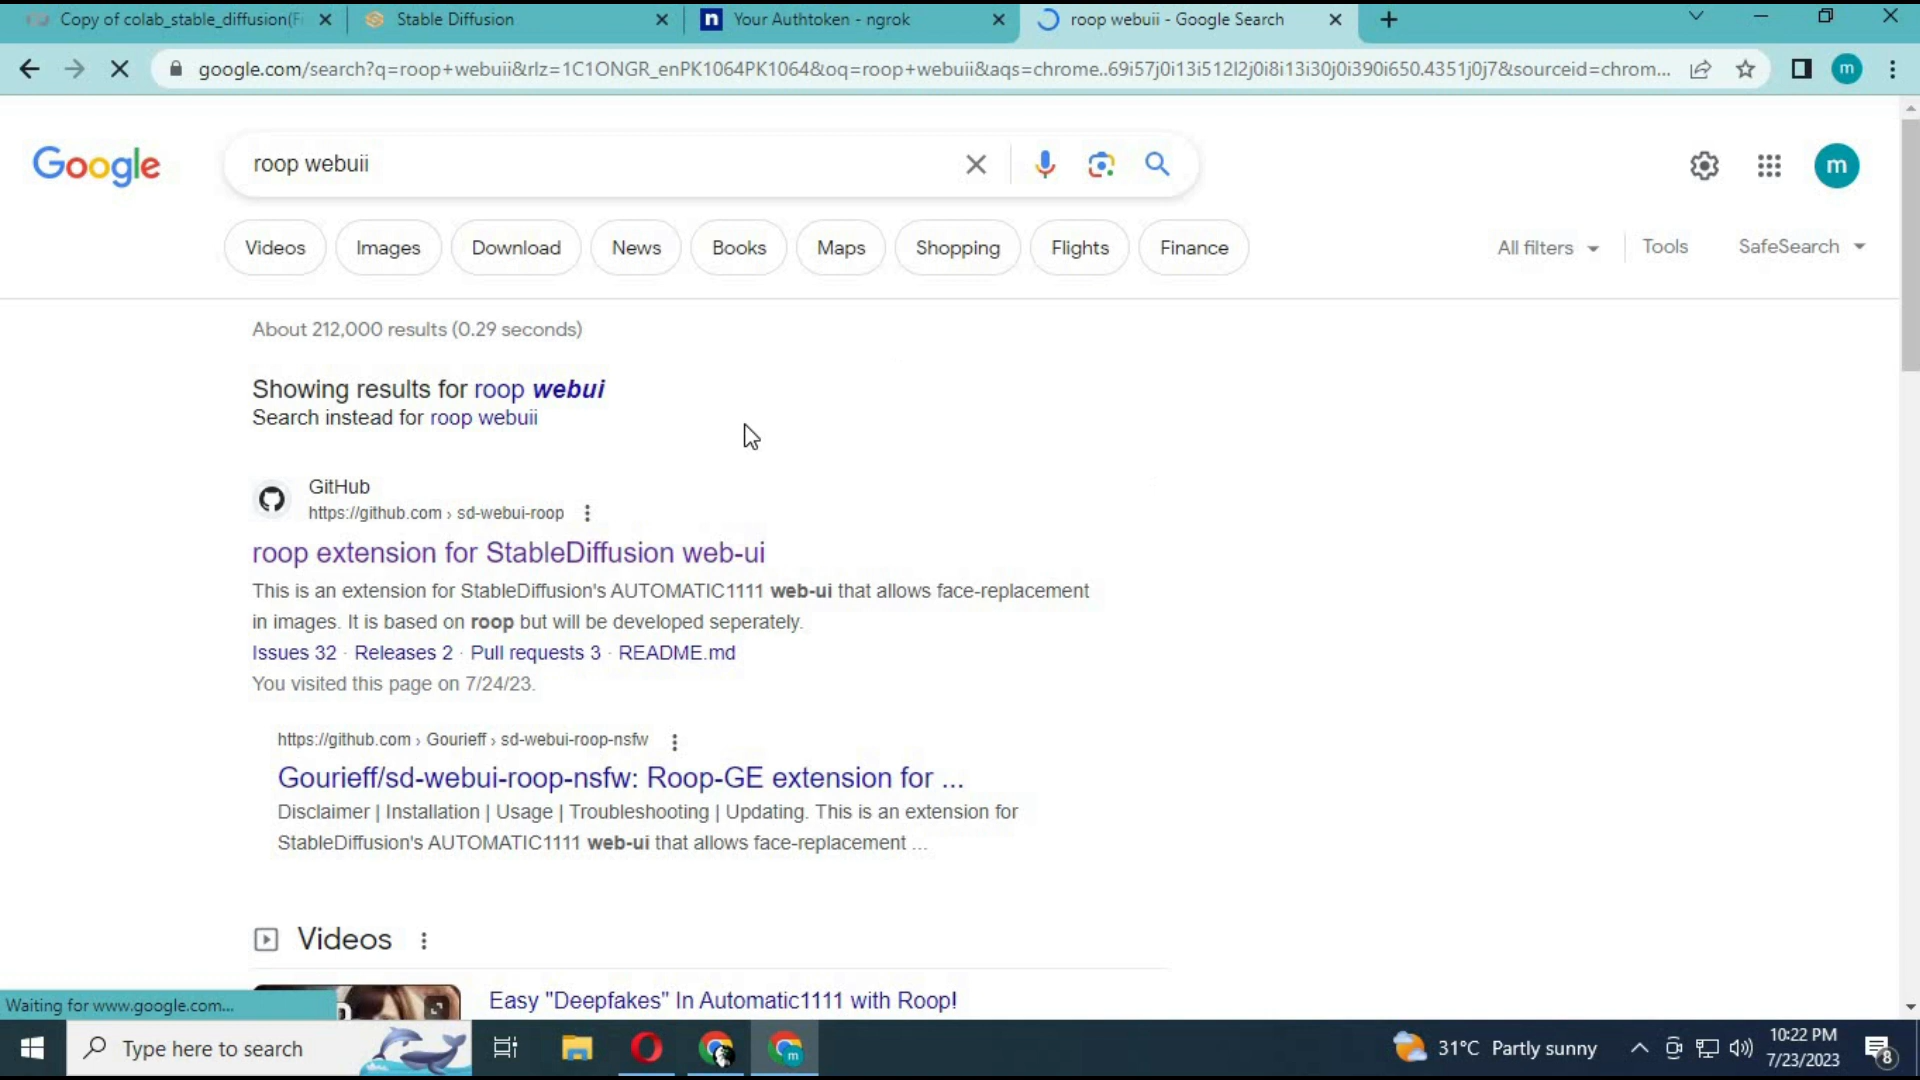 Copy of colab_stable_diffusion(Fr
Stable Diffusion
n Your Authtoken - ngrok
roop webuii - Google Search
google.com/search?q=roop+webuii&rlz=1C1ONGR_enPK1064PK1064&oq=roop+webuii&aqs=chrome..69i57j0i13i512l2j0i8i13i30j0i390i650.4351j0j7&sourceid=chrom...
m
Google
roop webuii
m
Videos
Images
Download
News
Books
Maps
Shopping
Flights
Finance
All filters
Tools
SafeSearch
About 212,000 results (0.29 seconds)
Showing results for roop webui
Search instead for roop webuii
GitHub
https://github.com › sd-webui-roop
roop extension for StableDiffusion web-ui
This is an extension for StableDiffusion's AUTOMATIC1111 web-ui that allows face-replacement
in images. It is based on roop but will be developed seperately.
Issues 32 · Releases 2 · Pull requests 3 · README.md
You visited this page on 7/24/23.
https://github.com › Gourieff › sd-webui-roop-nsfw
Gourieff/sd-webui-roop-nsfw: Roop-GE extension for ...
Disclaimer | Installation | Usage | Troubleshooting | Updating. This is an extension for
StableDiffusion's AUTOMATIC1111 web-ui that allows face-replacement ...
Videos
Easy "Deepfakes" In Automatic1111 with Roop!
Waiting for www.google.com...
Type here to search
m
31°C Partly sunny
10:22 PM
7/23/2023
8